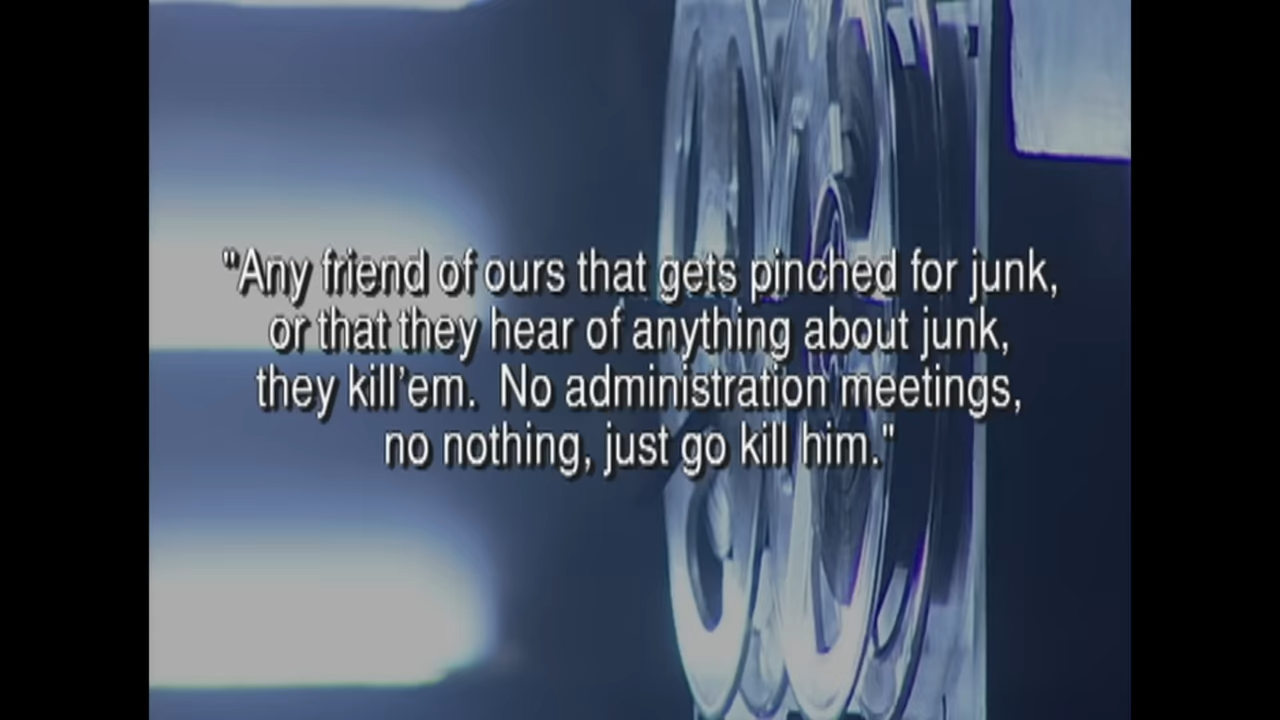 "Any friend of ours that gets pinched for junk,
or that they hear of anything about junk,
they kill'em.  No administration meetings,
no nothing, just go kill him."